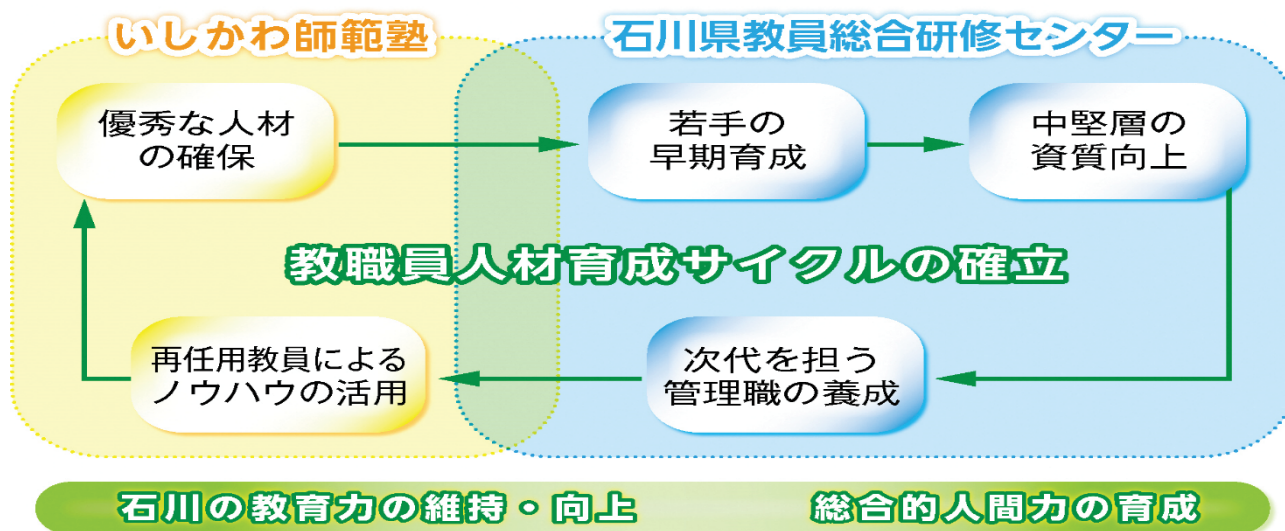 いしかわ師範塾
石川県教員総合研修センター
優秀な人材
の確保
若手の
早期育成
中堅層の
資質向上
教職員人材育成サイクルの確立
再任用教員による
ノウハウの活用
次代を担う
管理職の養成
石川の教育力の維持・向上
総合的人間力の育成